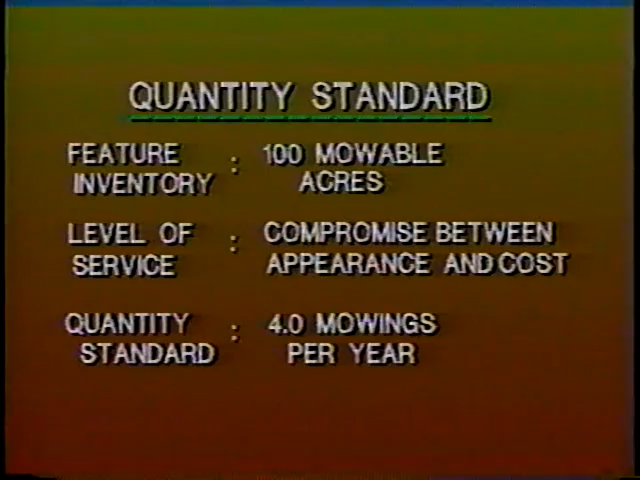 QUANTITY STANDARD
FEATURE INVENTORY : 100 MOWABLE ACRES
LEVEL OF SERVICE : COMPROMISE BETWEEN APPEARANCE AND COST
QUANTITY STANDARD : 4.0 MOWINGS PER YEAR